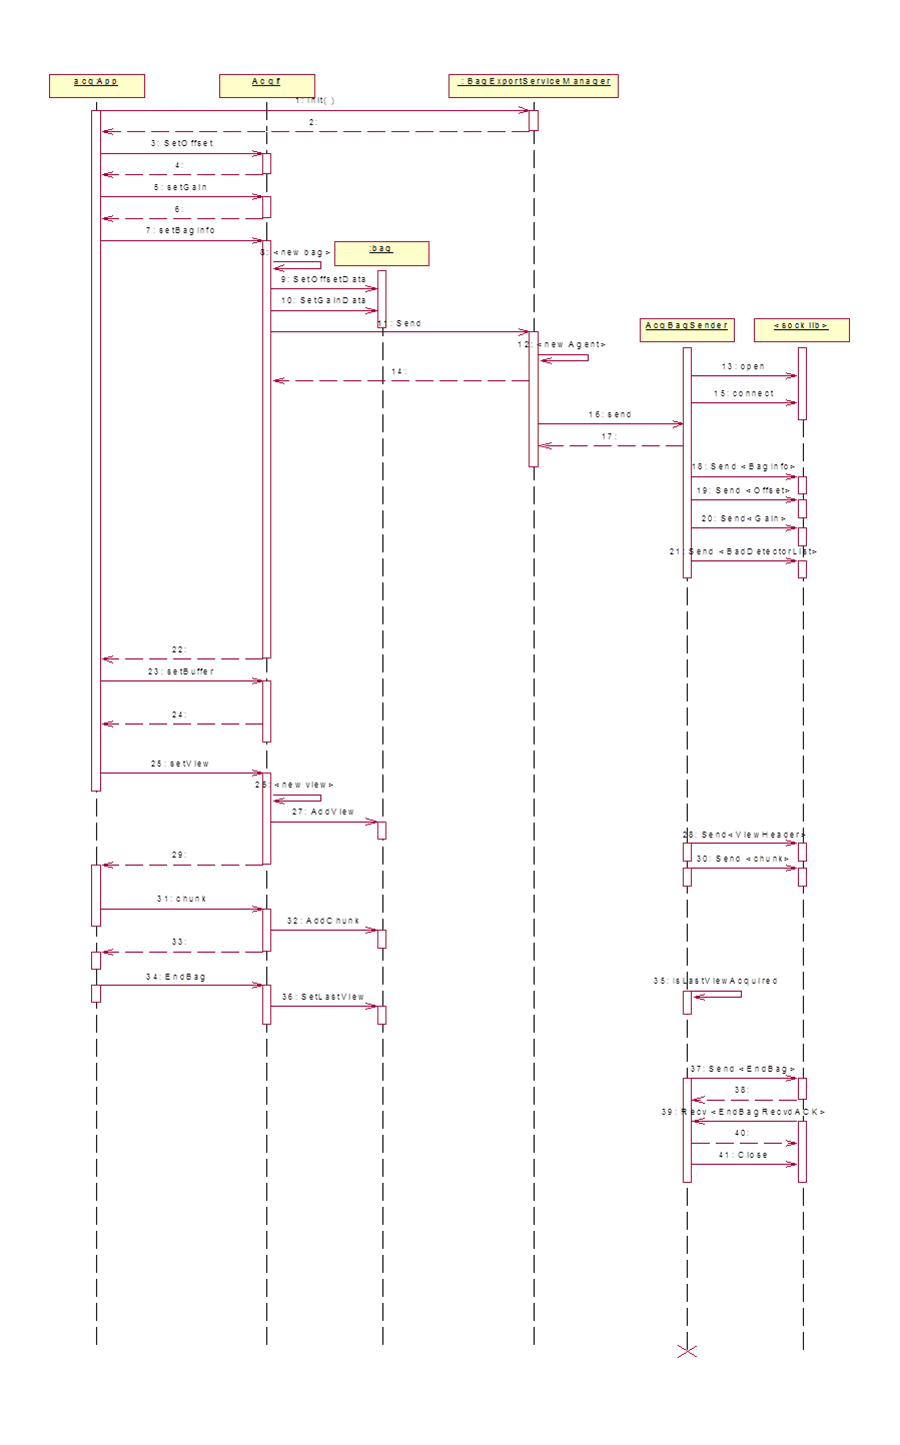 acqApp
AcqIf
: BagExportServiceManager
1: Init( )
2:
3: SetOffset
4:
5: setGain
6:
7: setBagInfo
:bag
8: <new bag>
9: SetOffsetData
10: SetGainData
AcqBagSender
<sock lib>
11: Send
12: <new Agent>
13: open
14:
15: connect
16: send
17:
18: Send <BagInfo>
19: Send <Offset>
20: Send<Gain>
21: Send <BadDetectorList>
22:
23: setBuffer
24:
25: setView
26: <new view>
27: AddView
28: Send<ViewHeader>
29:
30: Send <chunk>
31: chunk
32: AddChunk
33:
34: EndBag
35: IsLastViewAcquired
36: SetLastView
37: Send <EndBag>
38:
39: Recv <EndBagRecvdACK>
40:
41: Close